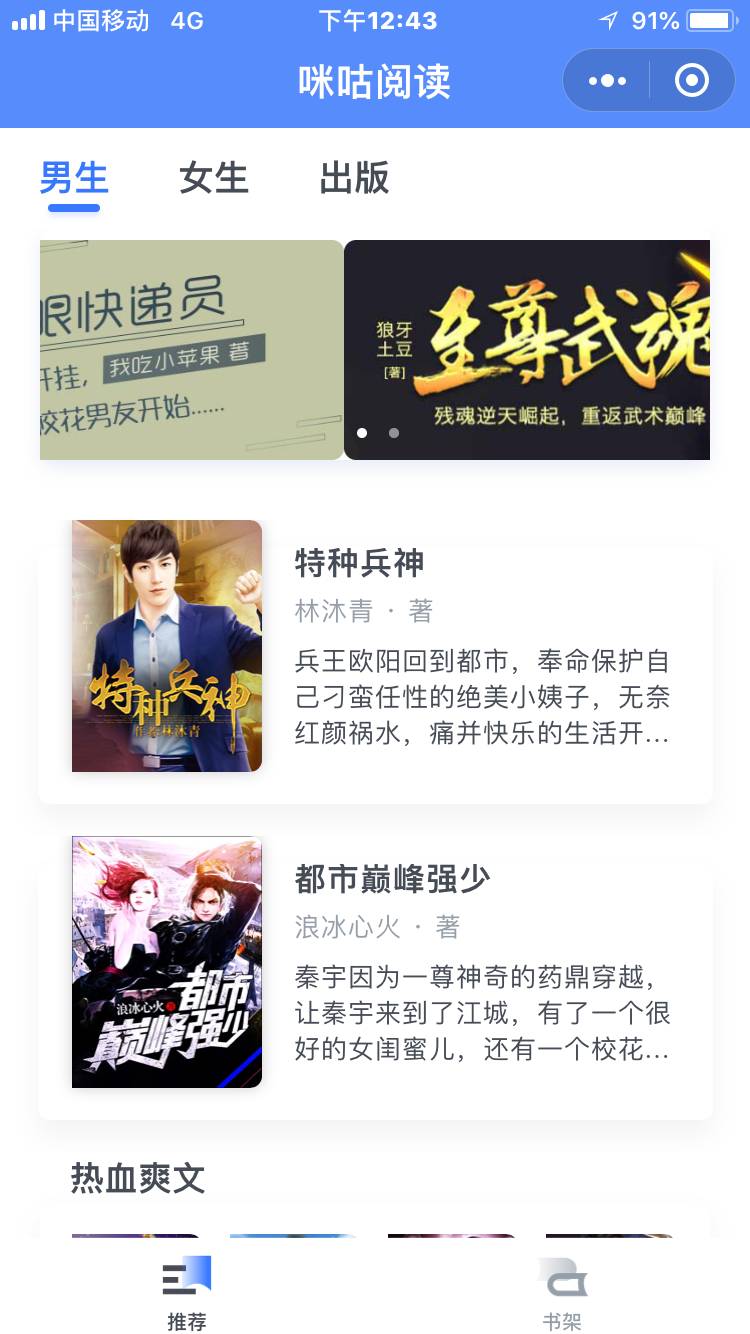 中国移动 4G 下午12:43 91%
咪咕阅读
男生 女生 出版
眼快递员
开挂，
我吃小苹果 著
校花男友开始……
狼牙
土豆
[著]
至尊武魂
残魂逆天崛起，重返武术巅峰
特种兵神
作者：林沐青
特种兵神
林沐青 · 著
兵王欧阳回到都市，奉命保护自
己刁蛮任性的绝美小姨子，无奈
红颜祸水，痛并快乐的生活开...
浪冰心火
都市
巅峰强少
都市巅峰强少
浪冰心火 · 著
秦宇因为一尊神奇的药鼎穿越，
让秦宇来到了江城，有了一个很
好的女闺蜜儿，还有一个校花...
热血爽文
推荐 书架